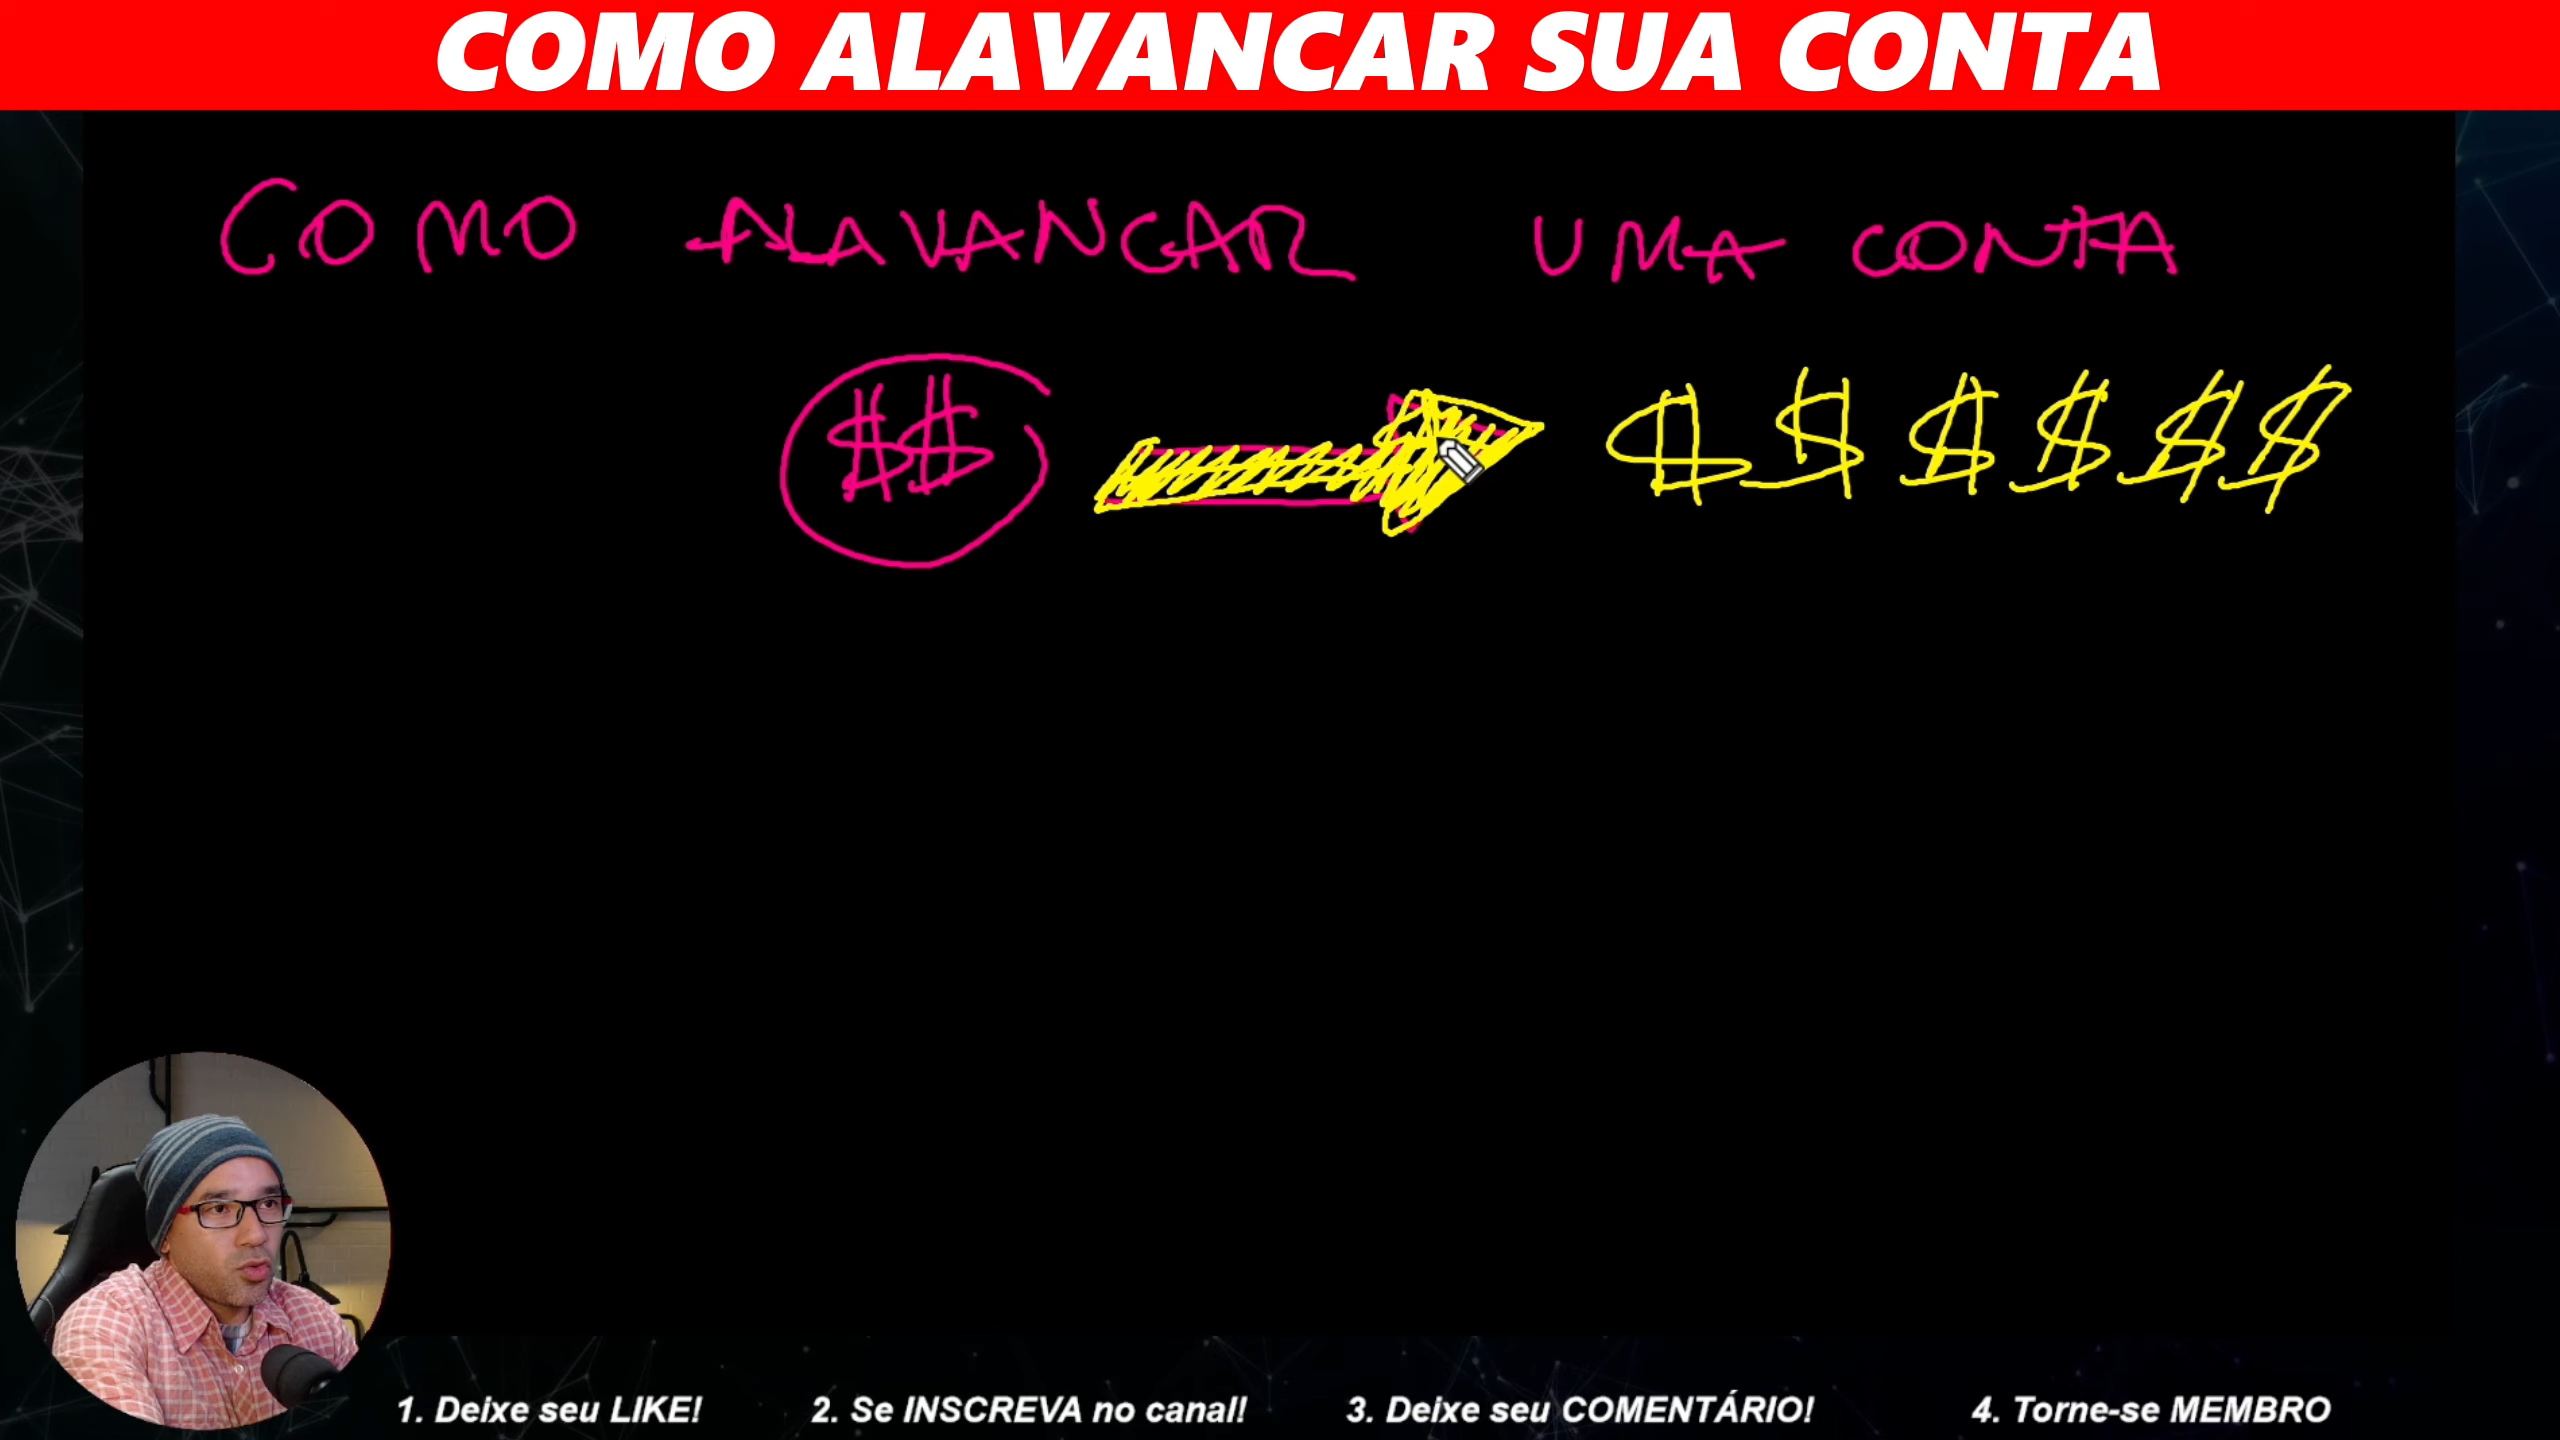 COMO ALAVANCAR SUA CONTA
COMO ALAVANCAR UMA CONTA
$$ $$$$$$
1. Deixe seu LIKE! 2. Se INSCREVA no canal! 3. Deixe seu COMENTÁRIO! 4. Torne-se MEMBRO